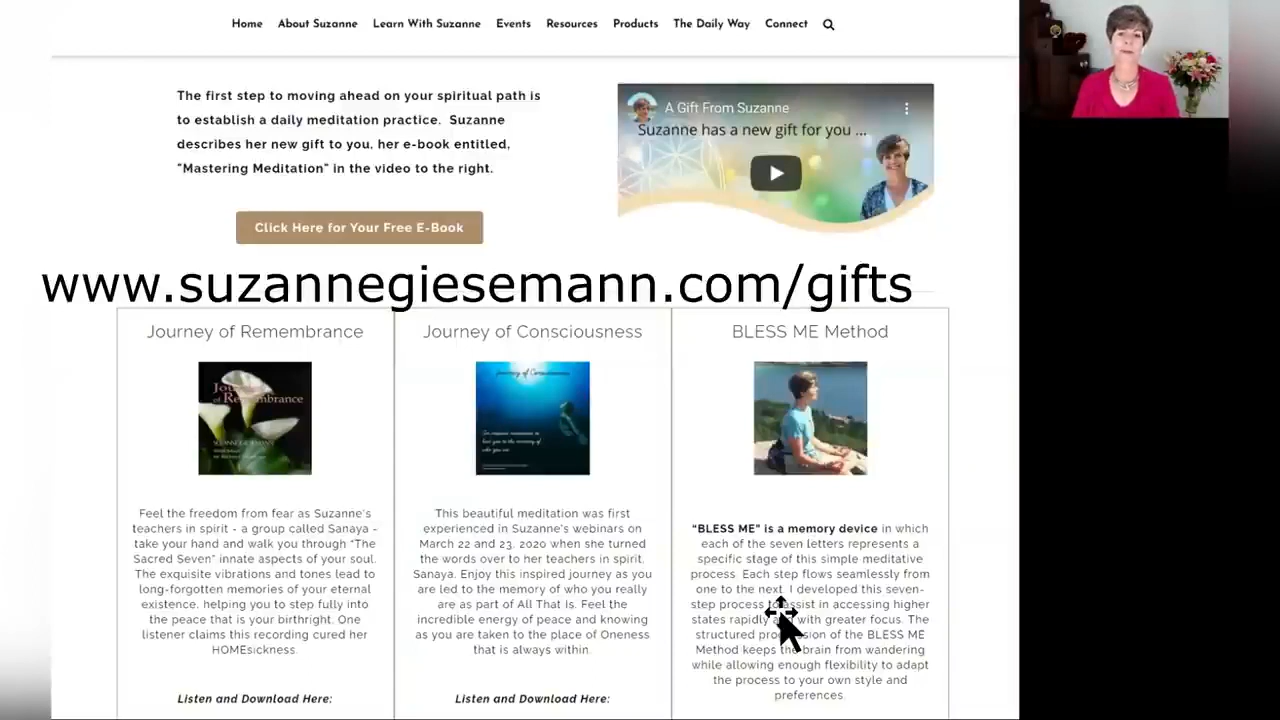 Home About Suzanne Learn With Suzanne Events Resources Products The Daily Way Connect
The first step to moving ahead on your spiritual path is
to establish a daily meditation practice. Suzanne
describes her new gift to you, her e-book entitled,
"Mastering Meditation" in the video to the right.
Click Here for Your Free E-Book
A Gift From Suzanne
Suzanne has a new gift for you ...
www.suzannegiesemann.com/gifts
Journey of Remembrance
Journey of Remembrance
Feel the freedom from fear as Suzanne's
teachers in spirit - a group called Sanaya -
take your hand and walk you through "The
Sacred Seven" innate aspects of your soul.
The exquisite vibrations and tones lead to
long-forgotten memories of your eternal
existence, helping you to step fully into
the peace that is your birthright. One
listener claims this recording cured her
HOMEsickness.
Listen and Download Here:
Journey of Consciousness
Journey of Consciousness
This beautiful meditation was first
experienced in Suzanne's webinars on
March 22 and 23, 2020 when she turned
the words over to her teachers in spirit,
Sanaya. Enjoy this inspired journey as you
are led to the memory of who you really
are as part of All That Is. Feel the
incredible energy of peace and knowing
as you are taken to the place of Oneness
that is always within.
Listen and Download Here:
BLESS ME Method
“BLESS ME” is a memory device in which
each of the seven letters represents a
specific stage of this simple meditative
process. Each step flows seamlessly from
one to the next. I developed this seven-
step process to assist in accessing higher
states rapidly and with greater focus. The
structured progression of the BLESS ME
Method keeps the brain from wandering
while allowing enough flexibility to adapt
the process to your own style and
preferences.